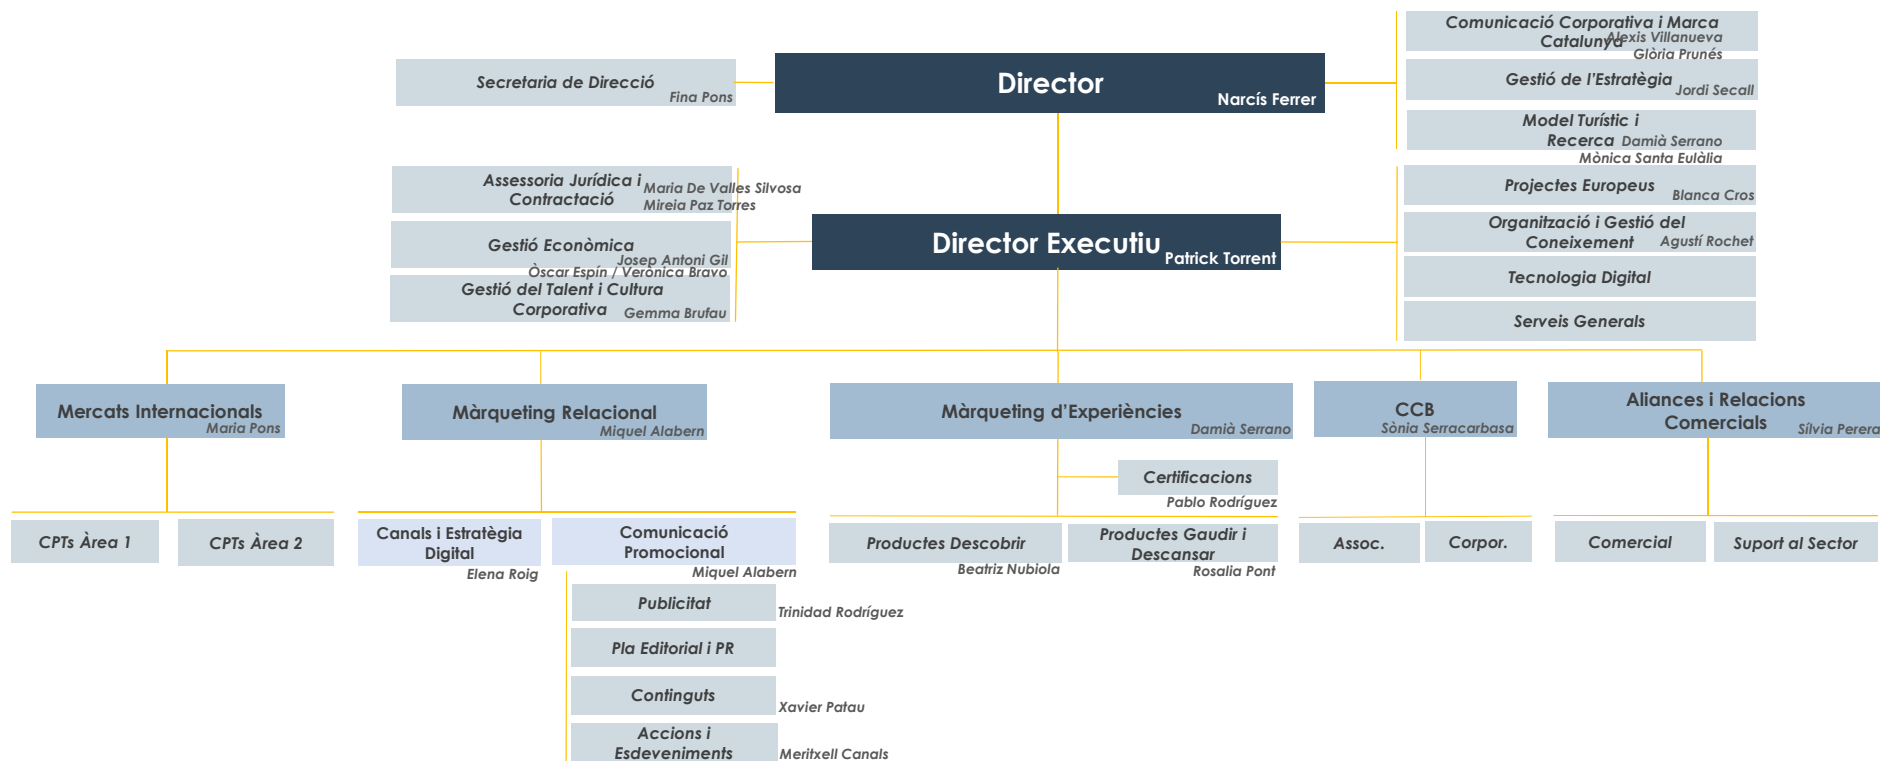 Comunicació Corporativa i Marca
Catalunya
Alexis Villanueva
Glòria Prunés
Secretaria de Direcció
Fina Pons
Director
Narcís Ferrer
Gestió de l'Estratègia
Jordi Secall
Model Turístic i
Recerca
Damià Serrano
Mònica Santa Eulàlia
Assessoria Jurídica i
Contractació
Maria De Valles Silvosa
Mireia Paz Torres
Projectes Europeus
Blanca Cros
Gestió Econòmica
Josep Antoni Gil
Òscar Espín / Verònica Bravo
Director Executiu
Patrick Torrent
Organització i Gestió del
Coneixement
Agustí Rochet
Gestió del Talent i Cultura
Corporativa
Gemma Brufau
Tecnologia Digital
Serveis Generals
Mercats Internacionals
Maria Pons
Màrqueting Relacional
Miquel Alabern
Màrqueting d'Experiències
Damià Serrano
CCB
Sònia Serracarbasa
Aliances i Relacions
Comercials
Sílvia Perera
Certificacions
Pablo Rodríguez
CPTs Àrea 1
CPTs Àrea 2
Canals i Estratègia
Digital
Elena Roig
Comunicació
Promocional
Miquel Alabern
Productes Descobrir
Beatriz Nubiola
Productes Gaudir i
Descansar
Rosalia Pont
Assoc.
Corpor.
Comercial
Suport al Sector
Publicitat
Trinidad Rodríguez
Pla Editorial i PR
Continguts
Xavier Patau
Accions i
Esdeveniments
Meritxell Canals